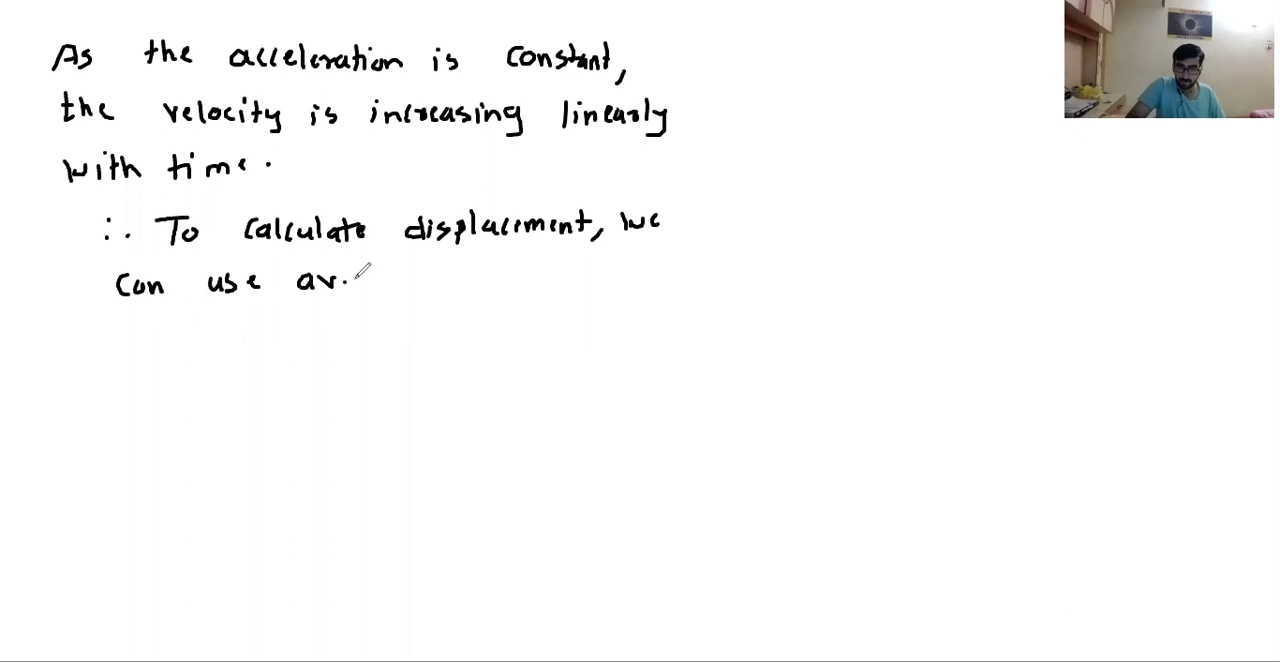 As the acceleration is constant,
the velocity is increasing linearly
with time.
∴ To calculate displacement, we
can use av.